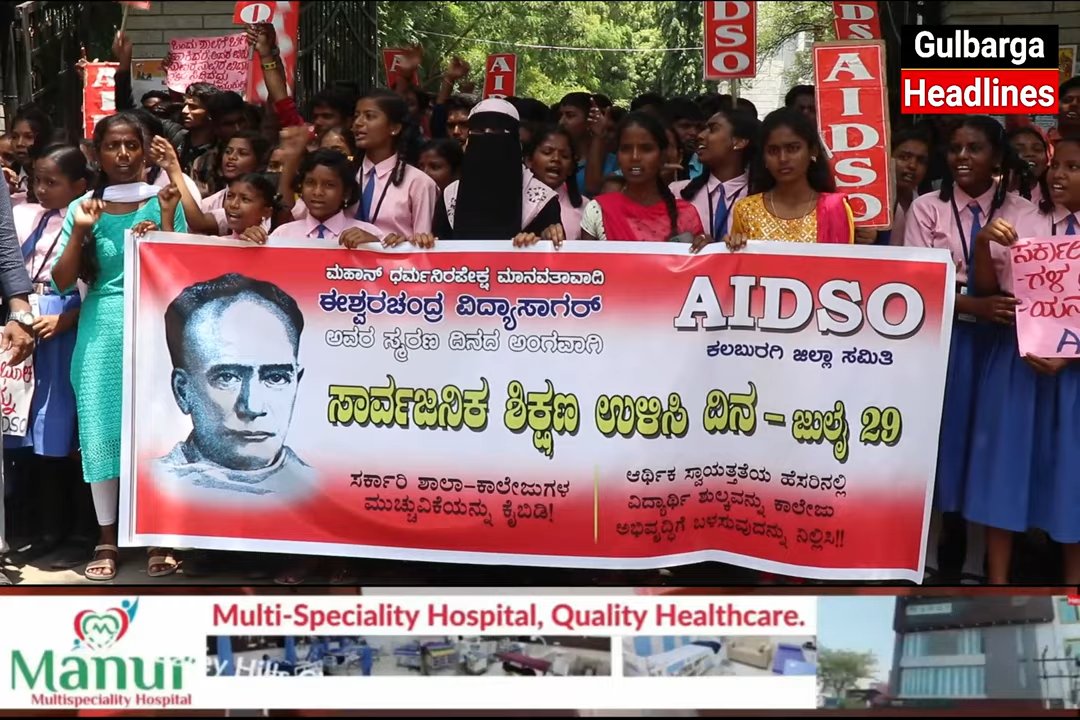 Gulbarga
Headlines
AIDSO
AIDSO
ಮಹಾನ್ ಧರ್ಮನಿರಪೇಕ್ಷ ಮಾನವತಾವಾದಿ
ಈಶ್ವರಚಂದ್ರ ವಿದ್ಯಾಸಾಗರ್
ಅವರ ಸ್ಮರಣ ದಿನದ ಅಂಗವಾಗಿ
AIDSO
ಕಲಬುರಗಿ ಜಿಲ್ಲಾ ಸಮಿತಿ
ಸಾರ್ವಜನಿಕ ಶಿಕ್ಷಣ ಉಳಿಸಿ ದಿನ – ಜುಲೈ 29
ಸರ್ಕಾರಿ ಶಾಲಾ-ಕಾಲೇಜುಗಳ
ಮುಚ್ಚುವಿಕೆಯನ್ನು ಕೈಬಿಡಿ!
ಆರ್ಥಿಕ ಸ್ವಾಯತ್ತತೆಯ ಹೆಸರಿನಲ್ಲಿ
ವಿದ್ಯಾರ್ಥಿ ಶುಲ್ಕವನ್ನು ಕಾಲೇಜು
ಅಭಿವೃದ್ಧಿಗೆ ಬಳಸುವುದನ್ನು ನಿಲ್ಲಿಸಿ!!
Manur
Multispeciality Hospital
Multi-Speciality Hospital, Quality Healthcare.